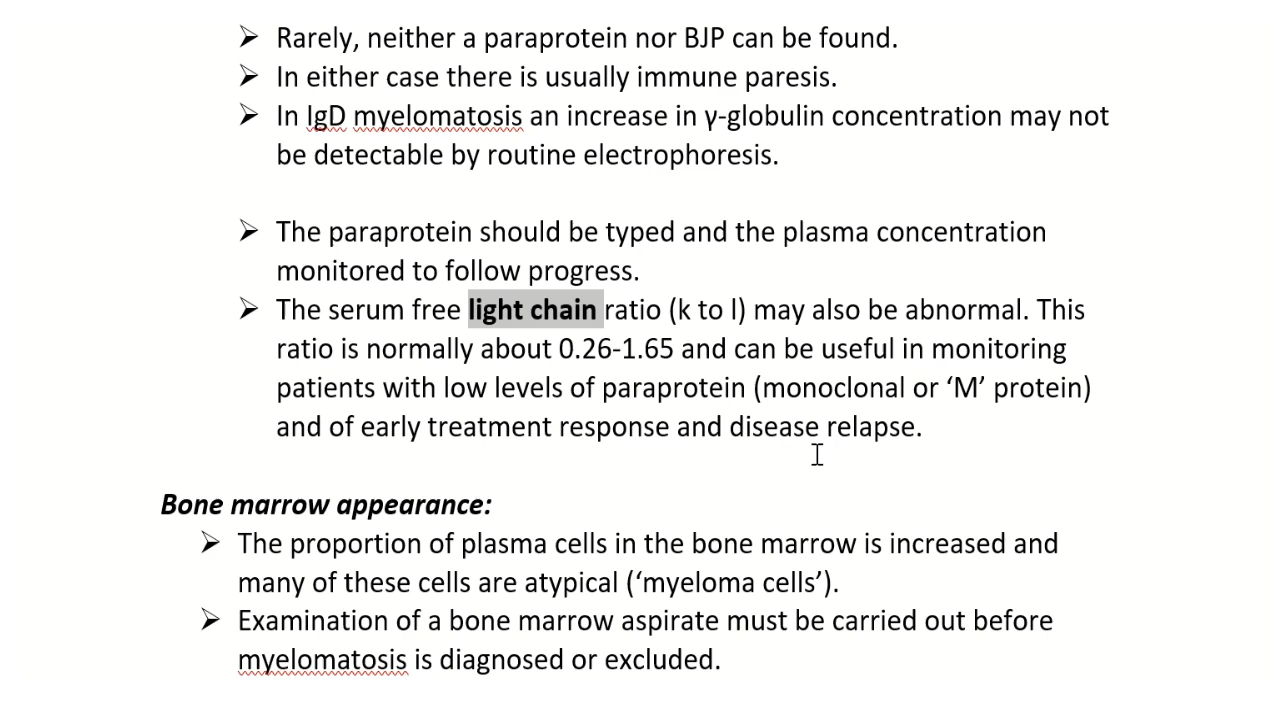 ➢ Rarely, neither a paraprotein nor BJP can be found.
➢ In either case there is usually immune paresis.
➢ In IgD myelomatosis an increase in γ-globulin concentration may not
be detectable by routine electrophoresis.
➢ The paraprotein should be typed and the plasma concentration
monitored to follow progress.
➢ The serum free light chain ratio (k to l) may also be abnormal. This
ratio is normally about 0.26-1.65 and can be useful in monitoring
patients with low levels of paraprotein (monoclonal or ‘M’ protein)
and of early treatment response and disease relapse.
Bone marrow appearance:
➢ The proportion of plasma cells in the bone marrow is increased and
many of these cells are atypical (‘myeloma cells’).
➢ Examination of a bone marrow aspirate must be carried out before
myelomatosis is diagnosed or excluded.